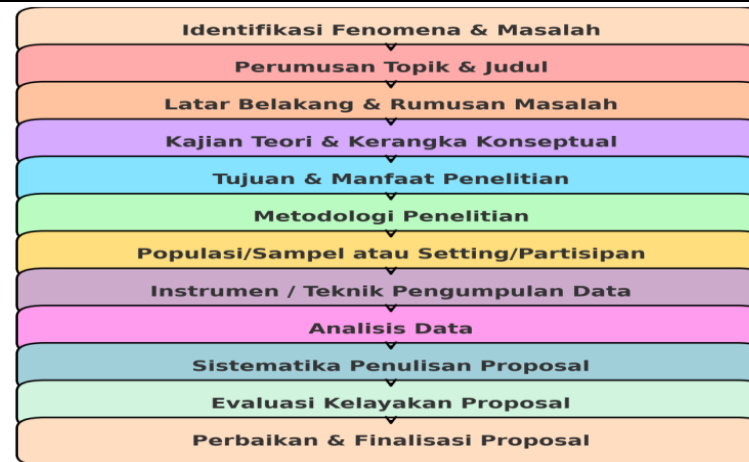 Identifikasi Fenomena & Masalah
Perumusan Topik & Judul
Latar Belakang & Rumusan Masalah
Kajian Teori & Kerangka Konseptual
Tujuan & Manfaat Penelitian
Metodologi Penelitian
Populasi/Sampel atau Setting/Partisipan
Instrumen / Teknik Pengumpulan Data
Analisis Data
Sistematika Penulisan Proposal
Evaluasi Kelayakan Proposal
Perbaikan & Finalisasi Proposal